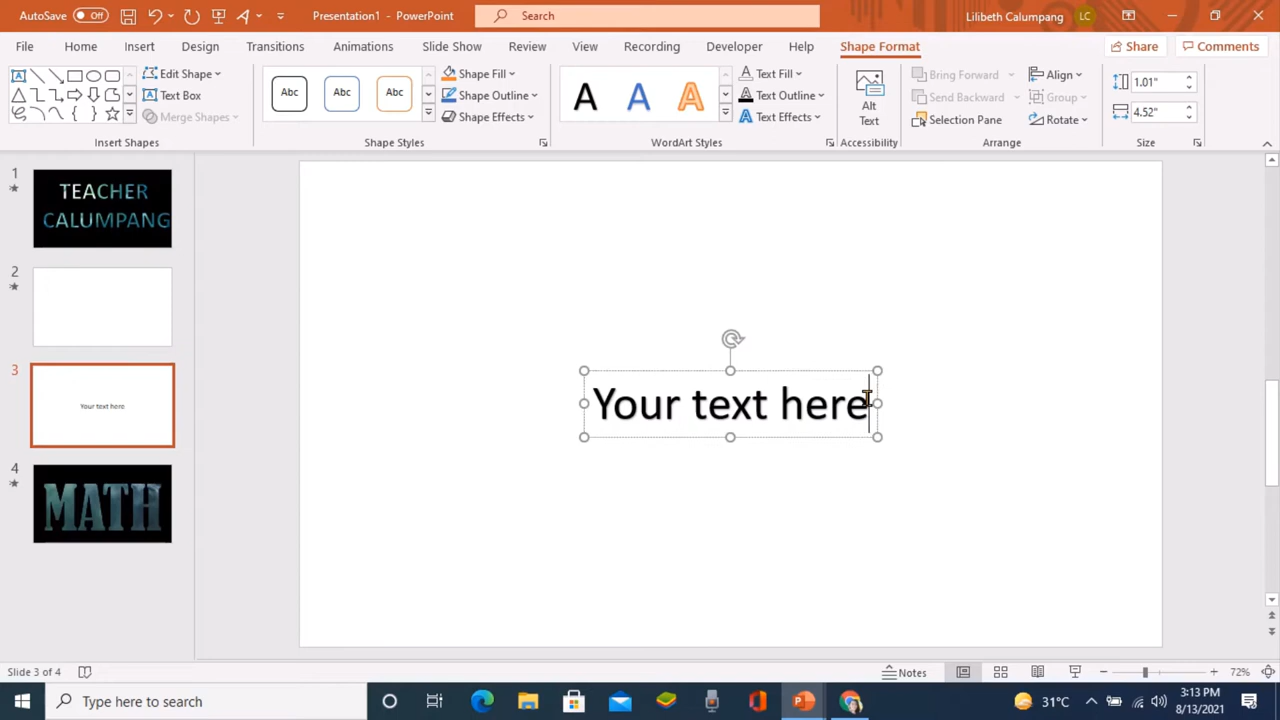 AutoSave Off Presentation1 - PowerPoint Search Lilibeth Calumpang LC
File Home Insert Design Transitions Animations Slide Show Review View Recording Developer Help Shape Format Share Comments
Edit Shape
Text Box
Merge Shapes
Insert Shapes
Abc Abc Abc
Shape Fill
Shape Outline
Shape Effects
Shape Styles
A A A
Text Fill
Text Outline
Text Effects
WordArt Styles
Alt
Text
Accessibility
Bring Forward
Send Backward
Selection Pane
Align
Group
Rotate
Arrange
1.01"
4.52"
Size
1
TEACHER
CALUMPANG
2
3
Your text here
4
MATH
Your text here
Slide 3 of 4 Notes 72%
Type here to search 31°C 3:13 PM
8/13/2021